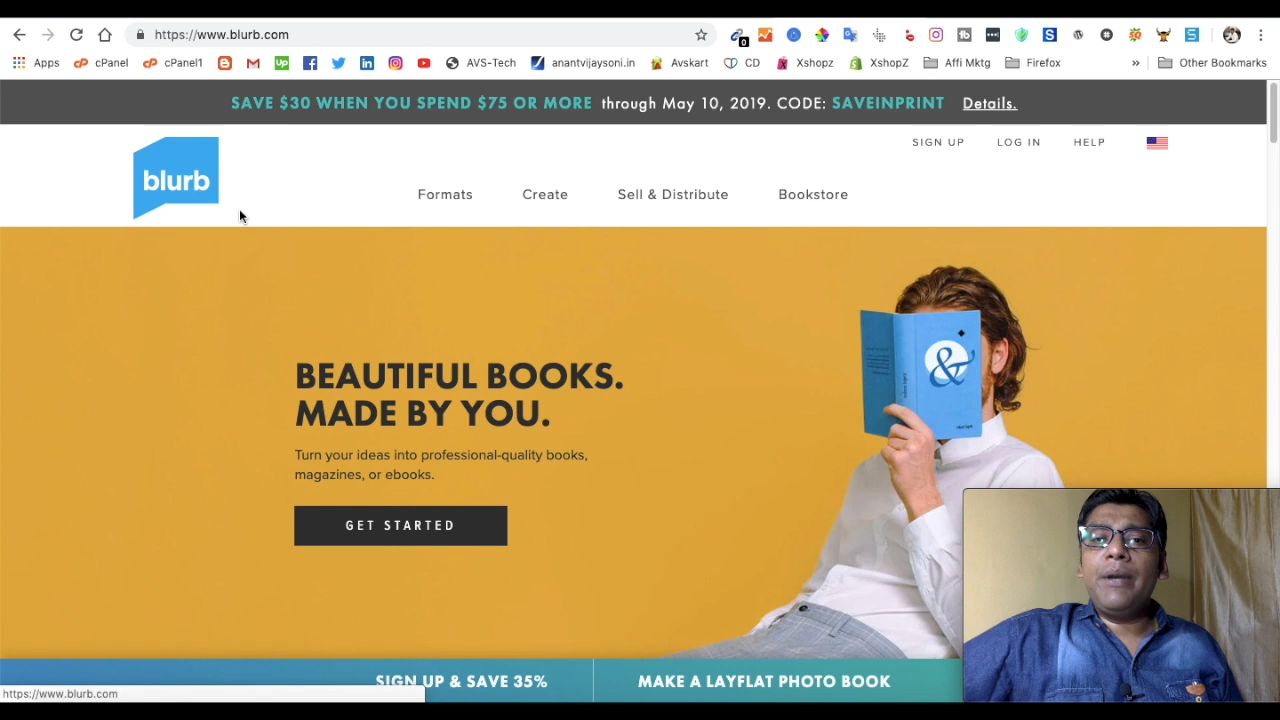 https://www.blurb.com
0
Apps cPanel cPanel1 AVS-Tech anantvijaysoni.in Avskart CD Xshopz XshopZ Affi Mktg Firefox » Other Bookmarks
SAVE $30 WHEN YOU SPEND $75 OR MORE through May 10, 2019. CODE: SAVEINPRINT Details.
SIGN UP LOG IN HELP
blurb
Formats Create Sell & Distribute Bookstore
&
BEAUTIFUL BOOKS.
MADE BY YOU.
Turn your ideas into professional-quality books,
magazines, or ebooks.
GET STARTED
SIGN UP & SAVE 35% MAKE A LAYFLAT PHOTO BOOK
https://www.blurb.com